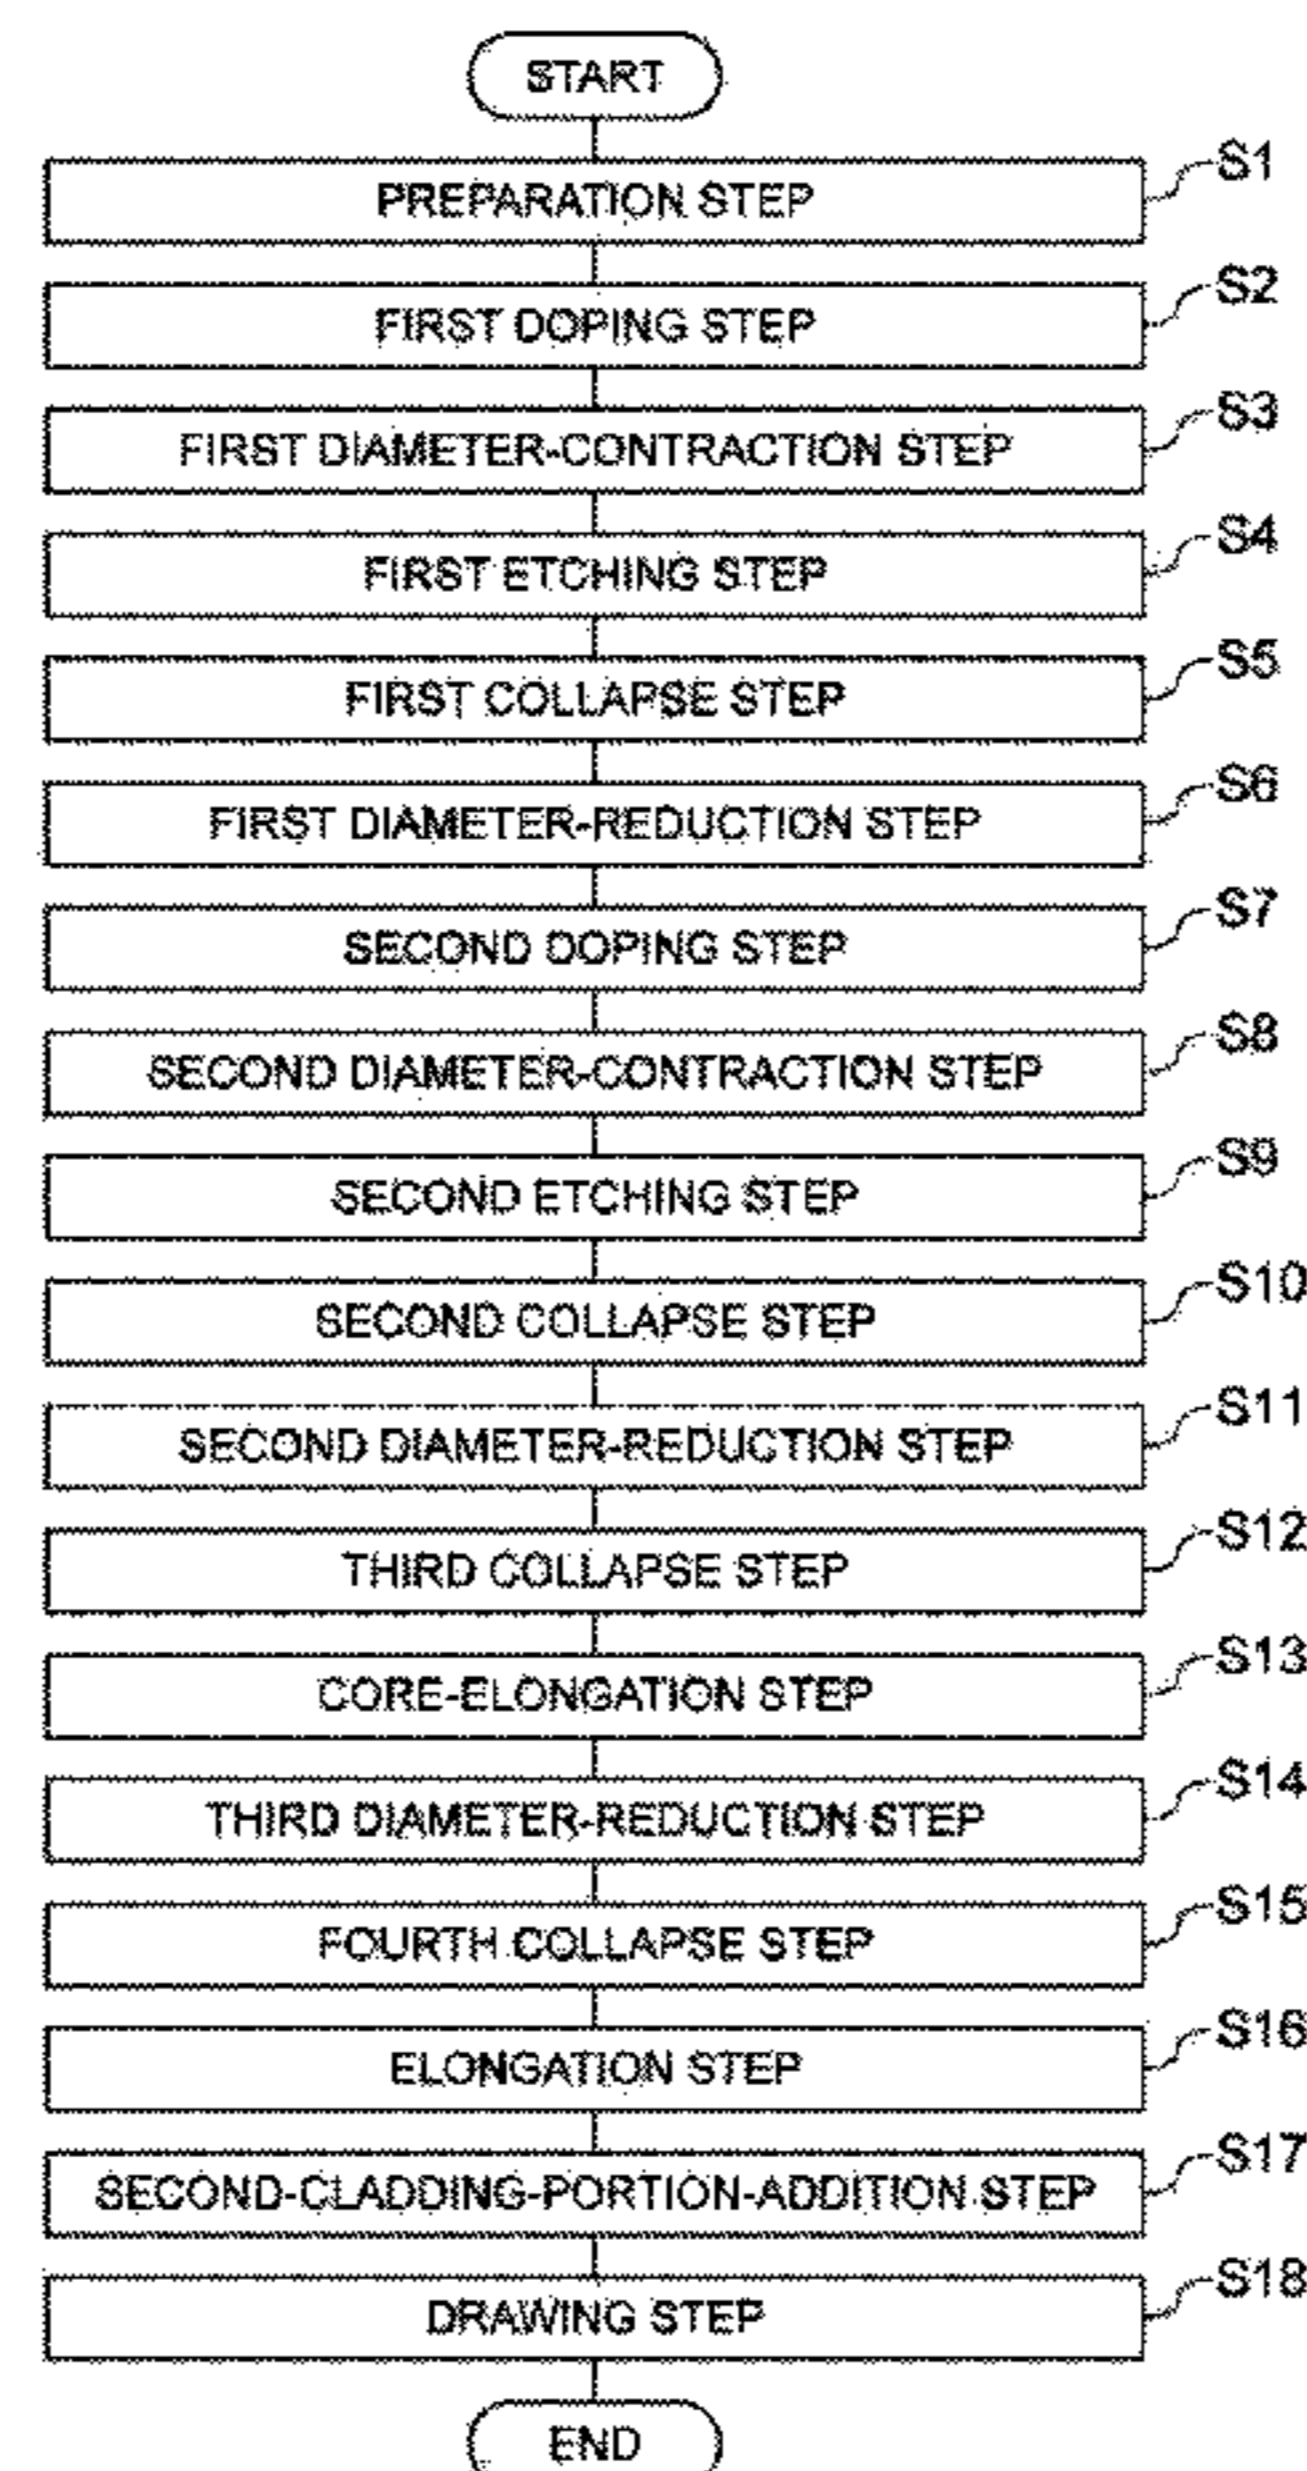 START
PREPARATION STEP S1
FIRST DOPING STEP S2
FIRST DIAMETER-CONTRACTION STEP S3
FIRST ETCHING STEP S4
FIRST COLLAPSE STEP S5
FIRST DIAMETER-REDUCTION STEP S6
SECOND DOPING STEP S7
SECOND DIAMETER-CONTRACTION STEP S8
SECOND ETCHING STEP S9
SECOND COLLAPSE STEP S10
SECOND DIAMETER-REDUCTION STEP S11
THIRD COLLAPSE STEP S12
CORE-ELONGATION STEP S13
THIRD DIAMETER-REDUCTION STEP S14
FOURTH COLLAPSE STEP S15
ELONGATION STEP S16
SECOND-CLADDING-PORTION-ADDITION STEP S17
DRAWING STEP S18
END